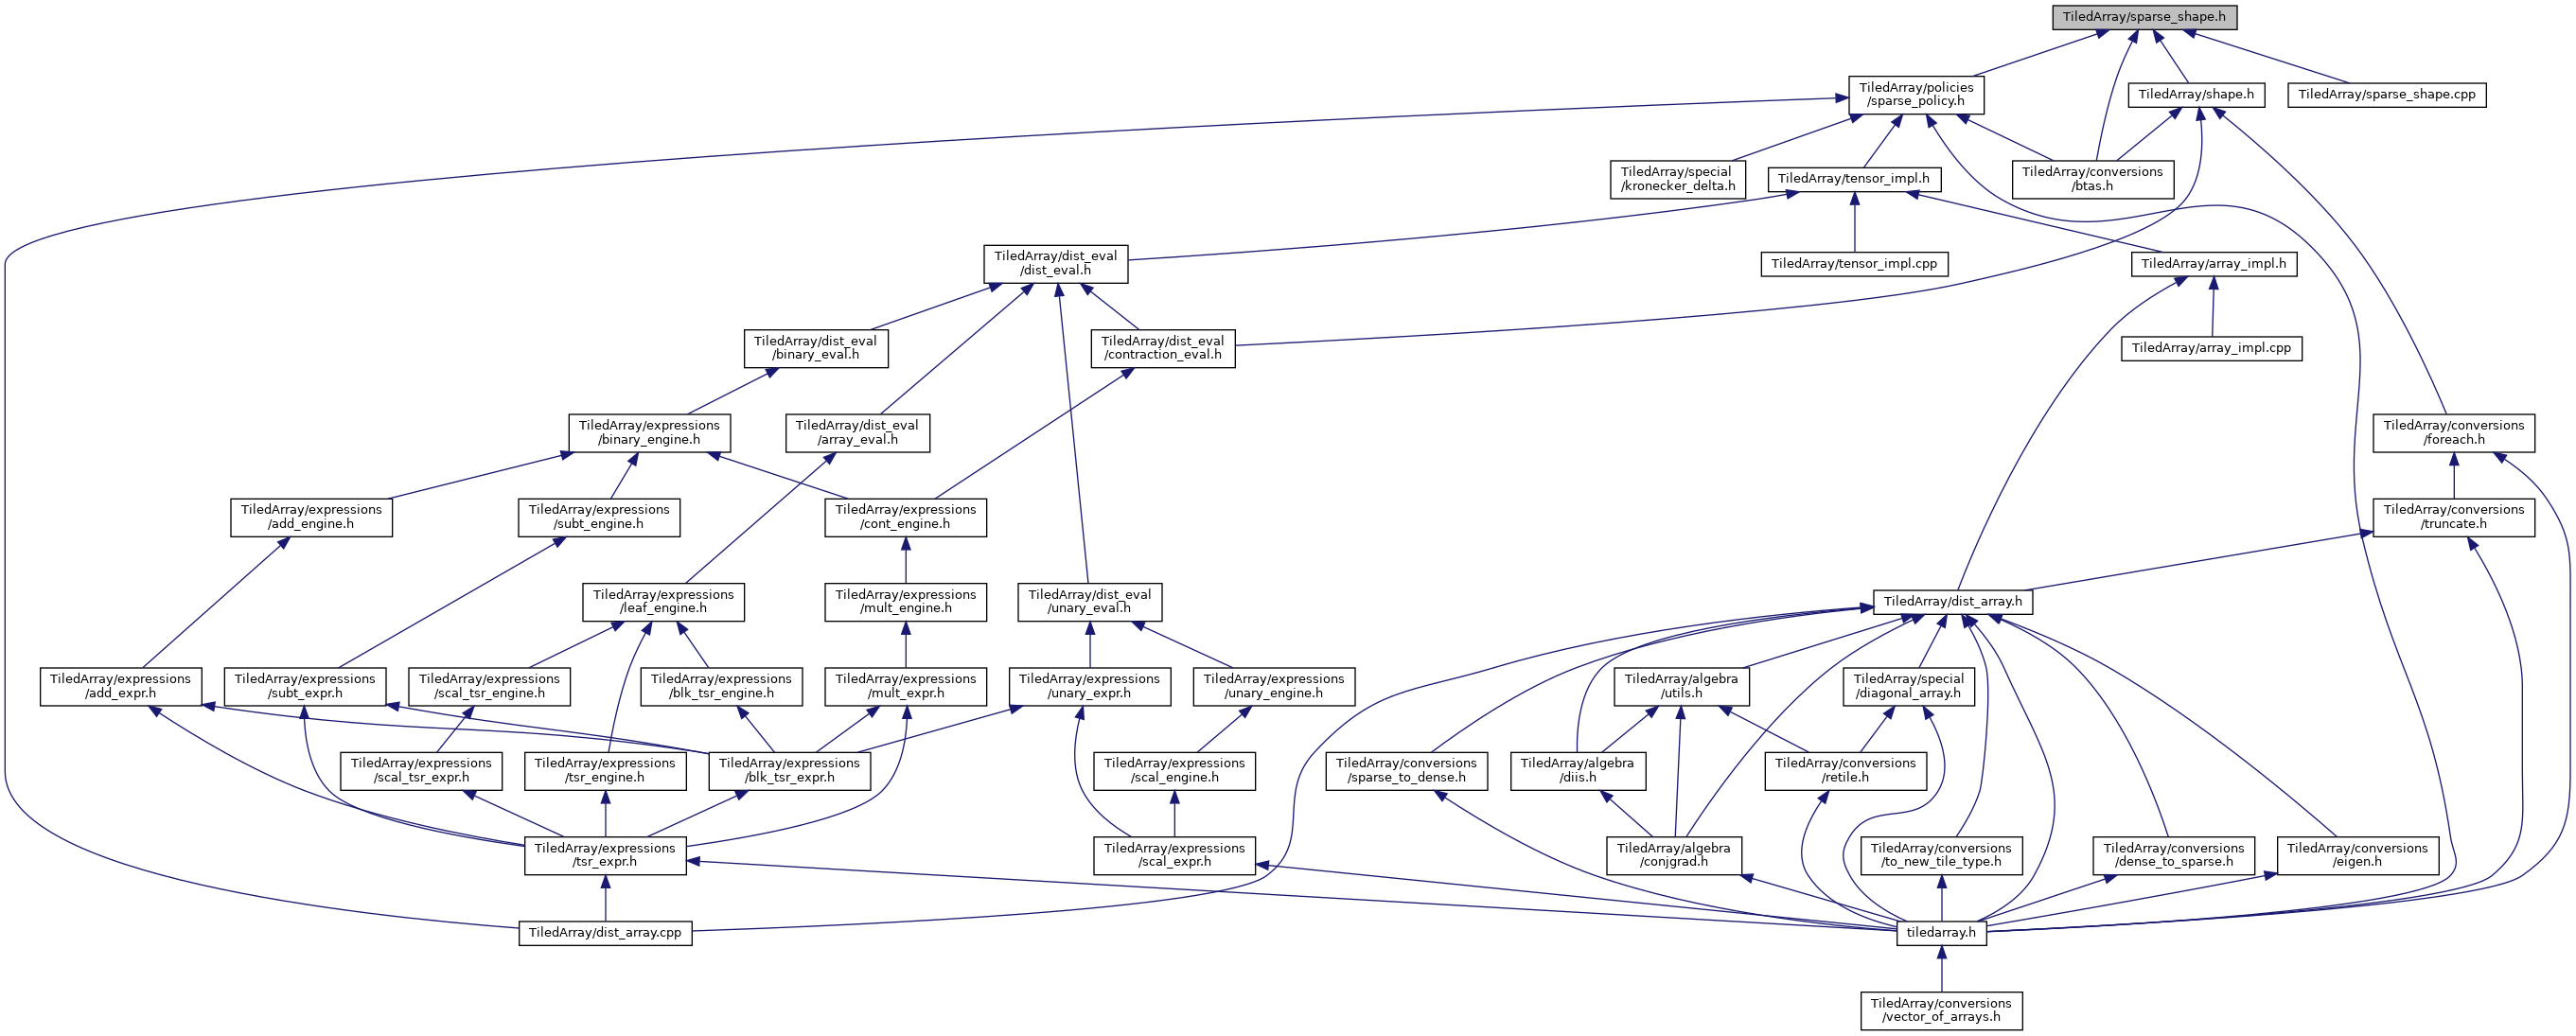 TiledArray/sparse_shape.h
TiledArray/policies
/sparse_policy.h
TiledArray/shape.h
TiledArray/sparse_shape.cpp
TiledArray/special
/kronecker_delta.h
TiledArray/tensor_impl.h
TiledArray/conversions
/btas.h
TiledArray/dist_eval
/dist_eval.h
TiledArray/tensor_impl.cpp
TiledArray/array_impl.h
TiledArray/dist_eval
/binary_eval.h
TiledArray/dist_eval
/contraction_eval.h
TiledArray/array_impl.cpp
TiledArray/expressions
/binary_engine.h
TiledArray/dist_eval
/array_eval.h
TiledArray/conversions
/foreach.h
TiledArray/expressions
/add_engine.h
TiledArray/expressions
/subt_engine.h
TiledArray/expressions
/cont_engine.h
TiledArray/conversions
/truncate.h
TiledArray/expressions
/leaf_engine.h
TiledArray/expressions
/mult_engine.h
TiledArray/dist_eval
/unary_eval.h
TiledArray/dist_array.h
TiledArray/expressions
/add_expr.h
TiledArray/expressions
/subt_expr.h
TiledArray/expressions
/scal_tsr_engine.h
TiledArray/expressions
/blk_tsr_engine.h
TiledArray/expressions
/mult_expr.h
TiledArray/expressions
/unary_expr.h
TiledArray/expressions
/unary_engine.h
TiledArray/algebra
/utils.h
TiledArray/special
/diagonal_array.h
TiledArray/expressions
/scal_tsr_expr.h
TiledArray/expressions
/tsr_engine.h
TiledArray/expressions
/blk_tsr_expr.h
TiledArray/expressions
/scal_engine.h
TiledArray/conversions
/sparse_to_dense.h
TiledArray/algebra
/diis.h
TiledArray/conversions
/retile.h
TiledArray/expressions
/tsr_expr.h
TiledArray/expressions
/scal_expr.h
TiledArray/algebra
/conjgrad.h
TiledArray/conversions
/to_new_tile_type.h
TiledArray/conversions
/dense_to_sparse.h
TiledArray/conversions
/eigen.h
TiledArray/dist_array.cpp
tiledarray.h
TiledArray/conversions
/vector_of_arrays.h